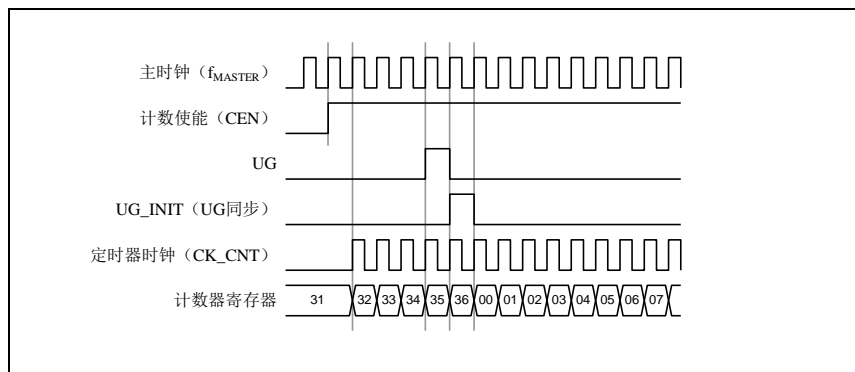 主时钟（fMASTER）
计数使能（CEN）
UG
UG_INIT（UG同步）
定时器时钟（CK_CNT）
计数器寄存器 31 32 33 34 35 36 00 01 02 03 04 05 06 07